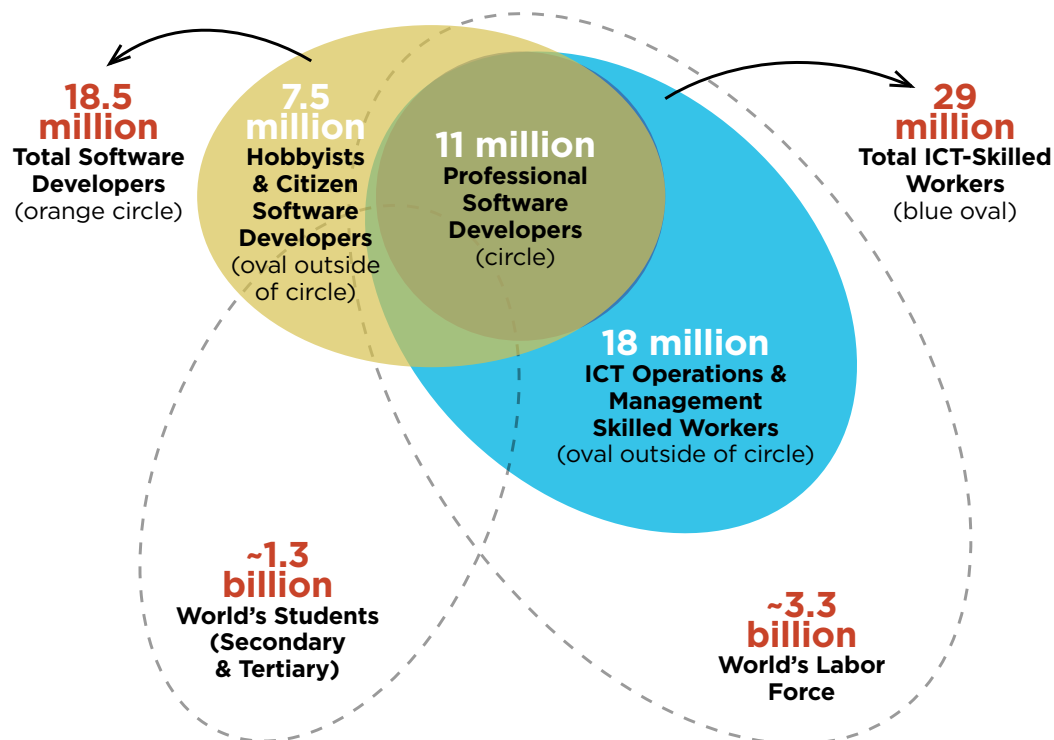 18.5
million
Total Software
Developers
(orange circle)
7.5
million
Hobbyists
& Citizen
Software
Developers
(oval outside
of circle)
11 million
Professional
Software
Developers
(circle)
29
million
Total ICT-Skilled
Workers
(blue oval)
18 million
ICT Operations &
Management
Skilled Workers
(oval outside of circle)
~1.3
billion
World’s Students
(Secondary
& Tertiary)
~3.3
billion
World’s Labor
Force